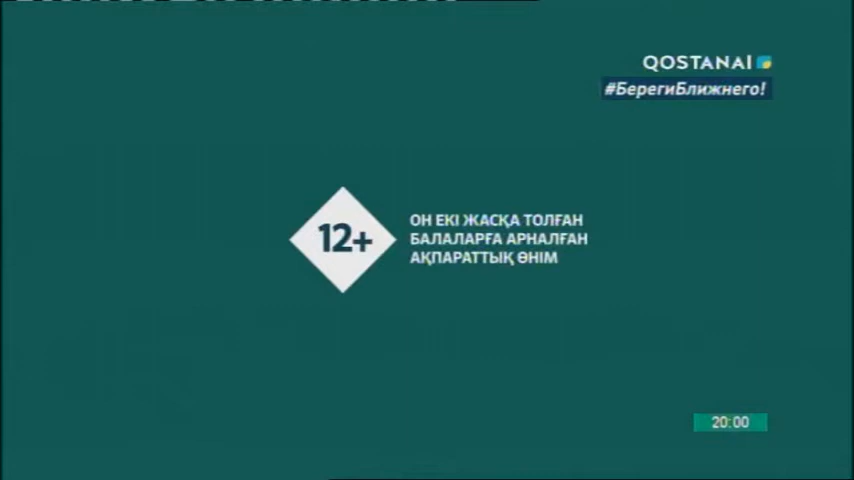 QOSTANAI
#БерегиБлижнего!
12+
ОН ЕКІ ЖАСҚА ТОЛҒАН
БАЛАЛАРҒА АРНАЛҒАН
АҚПАРАТТЫҚ ӨНІМ
20:00